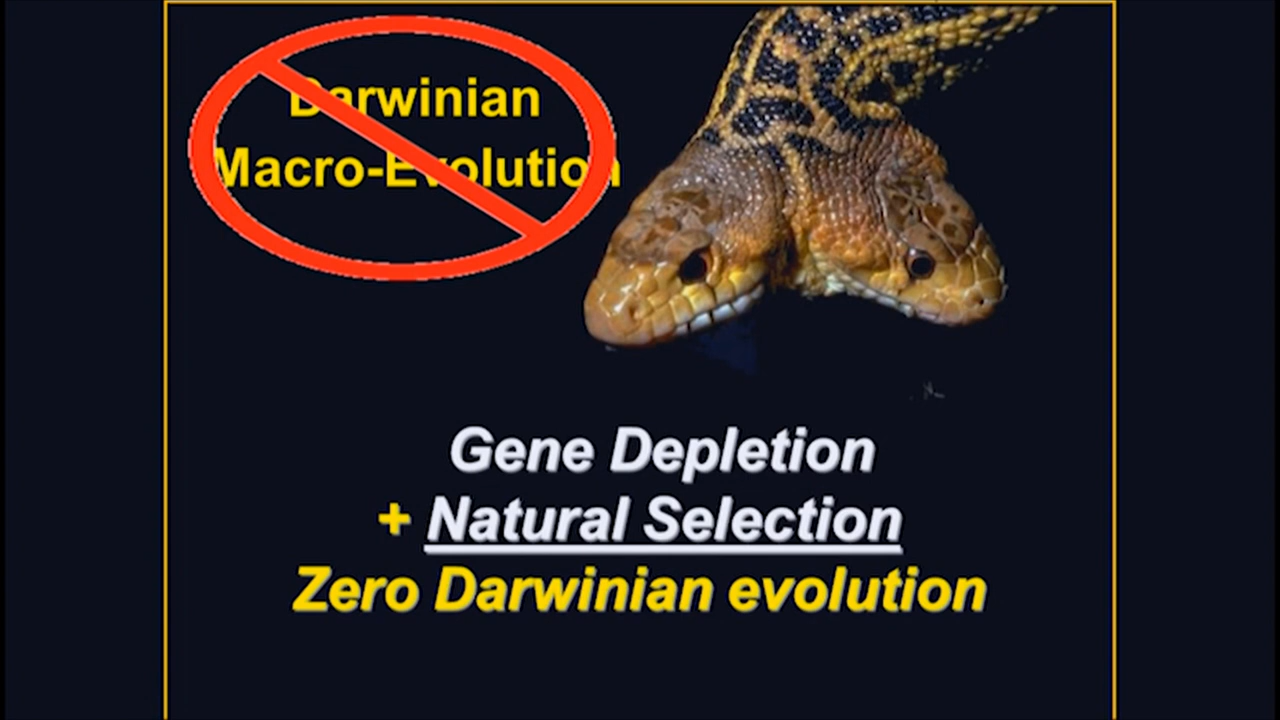 Darwinian
Macro-Evolution
Gene Depletion
+ Natural Selection
Zero Darwinian evolution